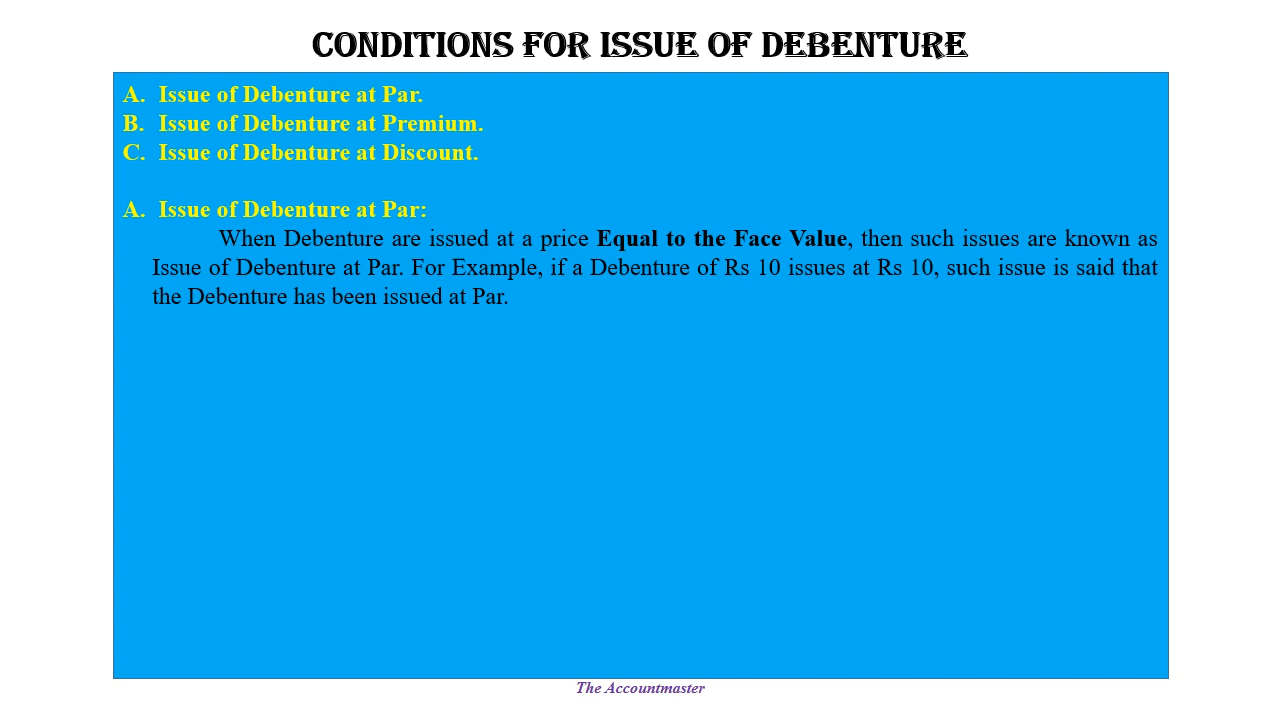 CONDITIONS FOR ISSUE OF DEBENTURE
A. Issue of Debenture at Par.
B. Issue of Debenture at Premium.
C. Issue of Debenture at Discount.
A. Issue of Debenture at Par:
When Debenture are issued at a price Equal to the Face Value, then such issues are known as
Issue of Debenture at Par. For Example, if a Debenture of Rs 10 issues at Rs 10, such issue is said that
the Debenture has been issued at Par.
The Accountmaster